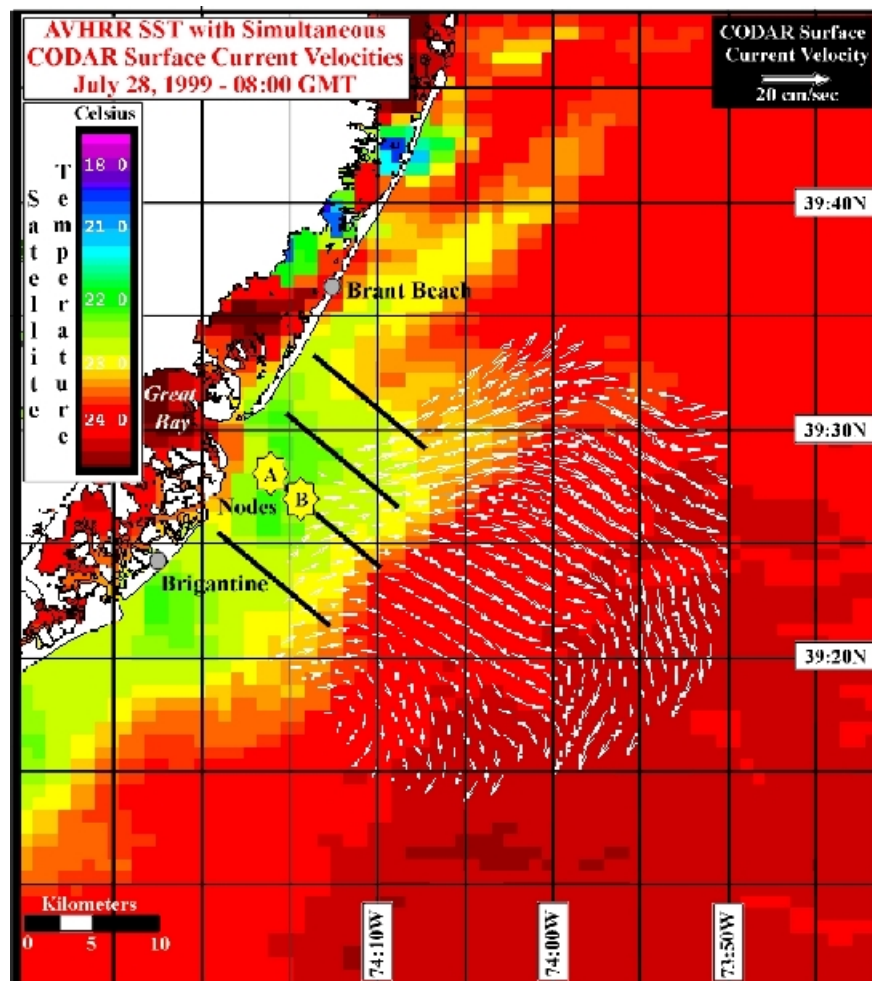 AVHRR SST with Simultaneous
CODAR Surface Current Velocities
July 28, 1999 - 08:00 GMT
CODAR Surface
Current Velocity
20 cm/sec
Celsius
Satellite
Temperature
18 0
21 0
22 0
23 0
24 0
39:40N
Brant Beach
Great
Bay
39:30N
A
B
Nodes
Brigantine
39:20N
Kilometers
0 5 10
74:10W
74:00W
73:50W